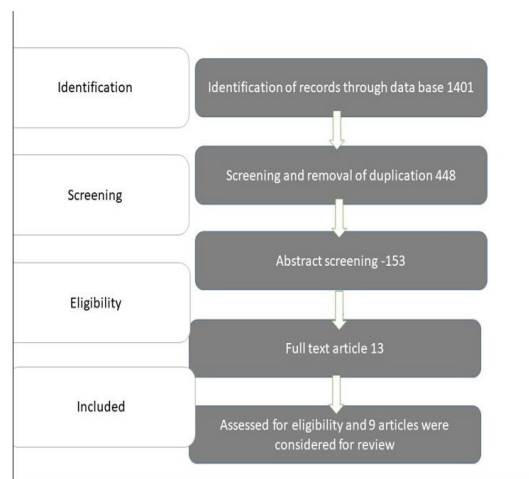 Identification
Identification of records through data base 1401
Screening
Screening and removal of duplication 448
Abstract screening -153
Eligibility
Full text article 13
Included
Assessed for eligibility and 9 articles were
considered for review